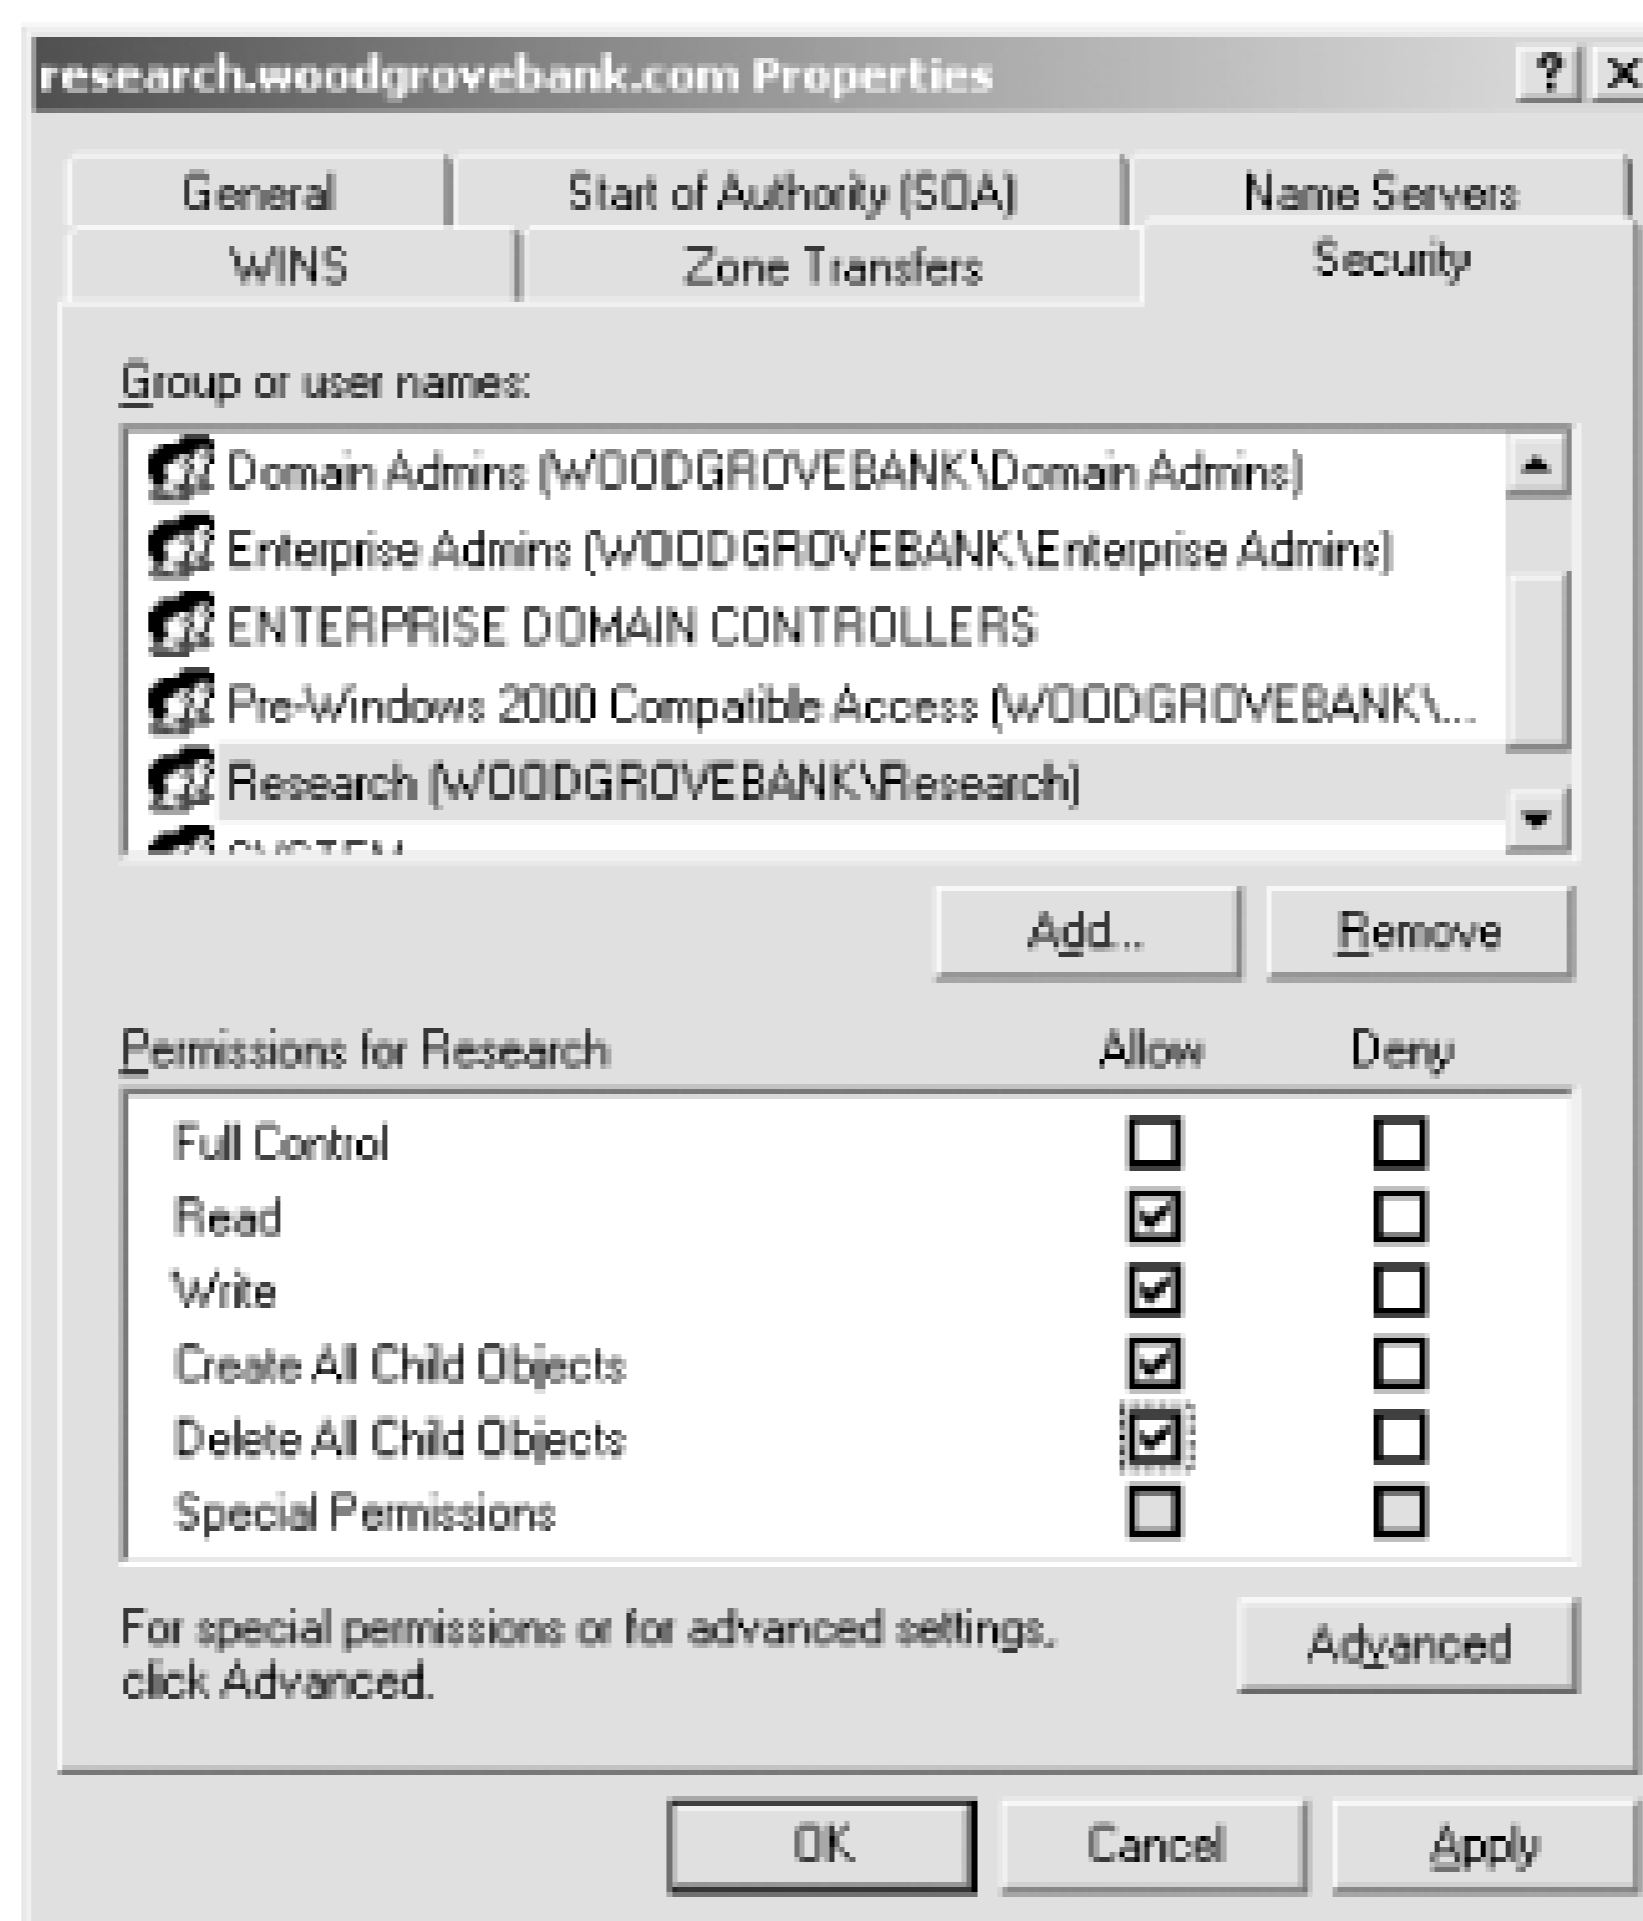 research.woodgrovebank.com Properties
General Start of Authority (SOA) Name Servers
WINS Zone Transfers Security
Group or user names:
Domain Admins (WOODGROVEBANK\Domain Admins)
Enterprise Admins (WOODGROVEBANK\Enterprise Admins)
ENTERPRISE DOMAIN CONTROLLERS
Pre-Windows 2000 Compatible Access (WOODGROVEBANK\...
Research (WOODGROVEBANK\Research)
SYSTEM
Add... Remove
Permissions for Research Allow Deny
Full Control
Read
Write
Create All Child Objects
Delete All Child Objects
Special Permissions
For special permissions or for advanced settings,
click Advanced.
Advanced
OK Cancel Apply